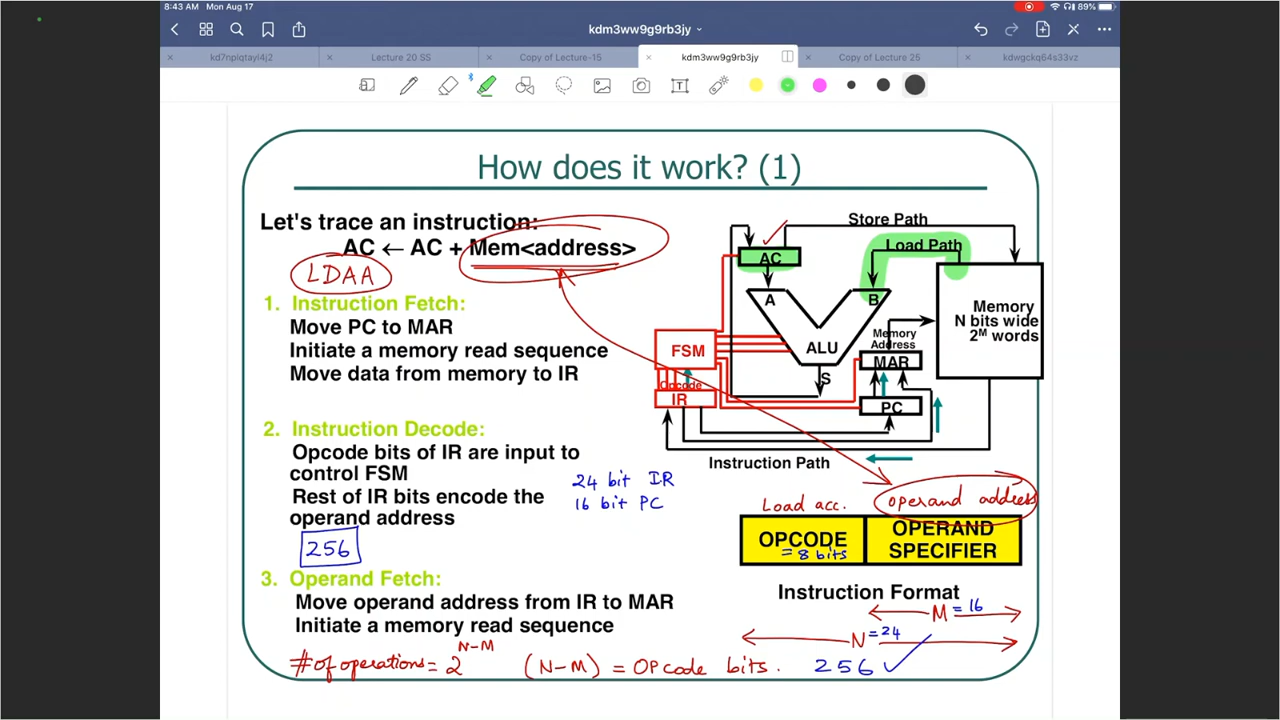 8:43 AM Mon Aug 17
89%
kdm3ww9g9rb3jy
kd7nplqtayl4j2
Lecture 20 SS
Copy of Lecture-15
kdm3ww9g9rb3jy
Copy of Lecture 25
kdwgckq64s33vz
How does it work? (1)
Let's trace an instruction:
AC ← AC + Mem<address>
LDAA
1. Instruction Fetch:
Move PC to MAR
Initiate a memory read sequence
Move data from memory to IR
2. Instruction Decode:
Opcode bits of IR are input to
control FSM
Rest of IR bits encode the
operand address
24 bit IR
16 bit PC
256
3. Operand Fetch:
Move operand address from IR to MAR
Initiate a memory read sequence
# of operations = 2^N-M (N-M) = OPcode bits.
Store Path
Load Path
AC
A
B
ALU
S
Memory
N bits wide
2^M words
Memory
Address
MAR
PC
FSM
Opcode
IR
Instruction Path
Load acc.
operand address
OPCODE
= 8 bits
OPERAND
SPECIFIER
Instruction Format
M = 16
N = 24
256 ✓